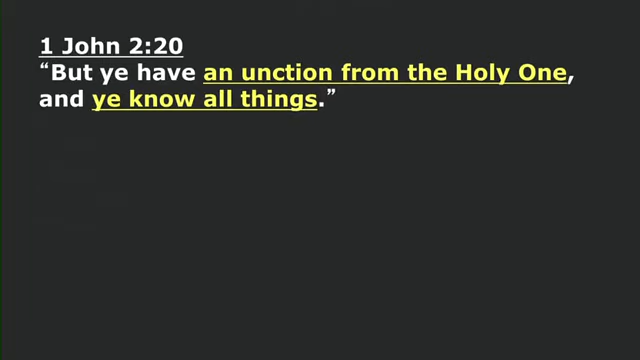 1 John 2:20
“But ye have an unction from the Holy One,
and ye know all things.”